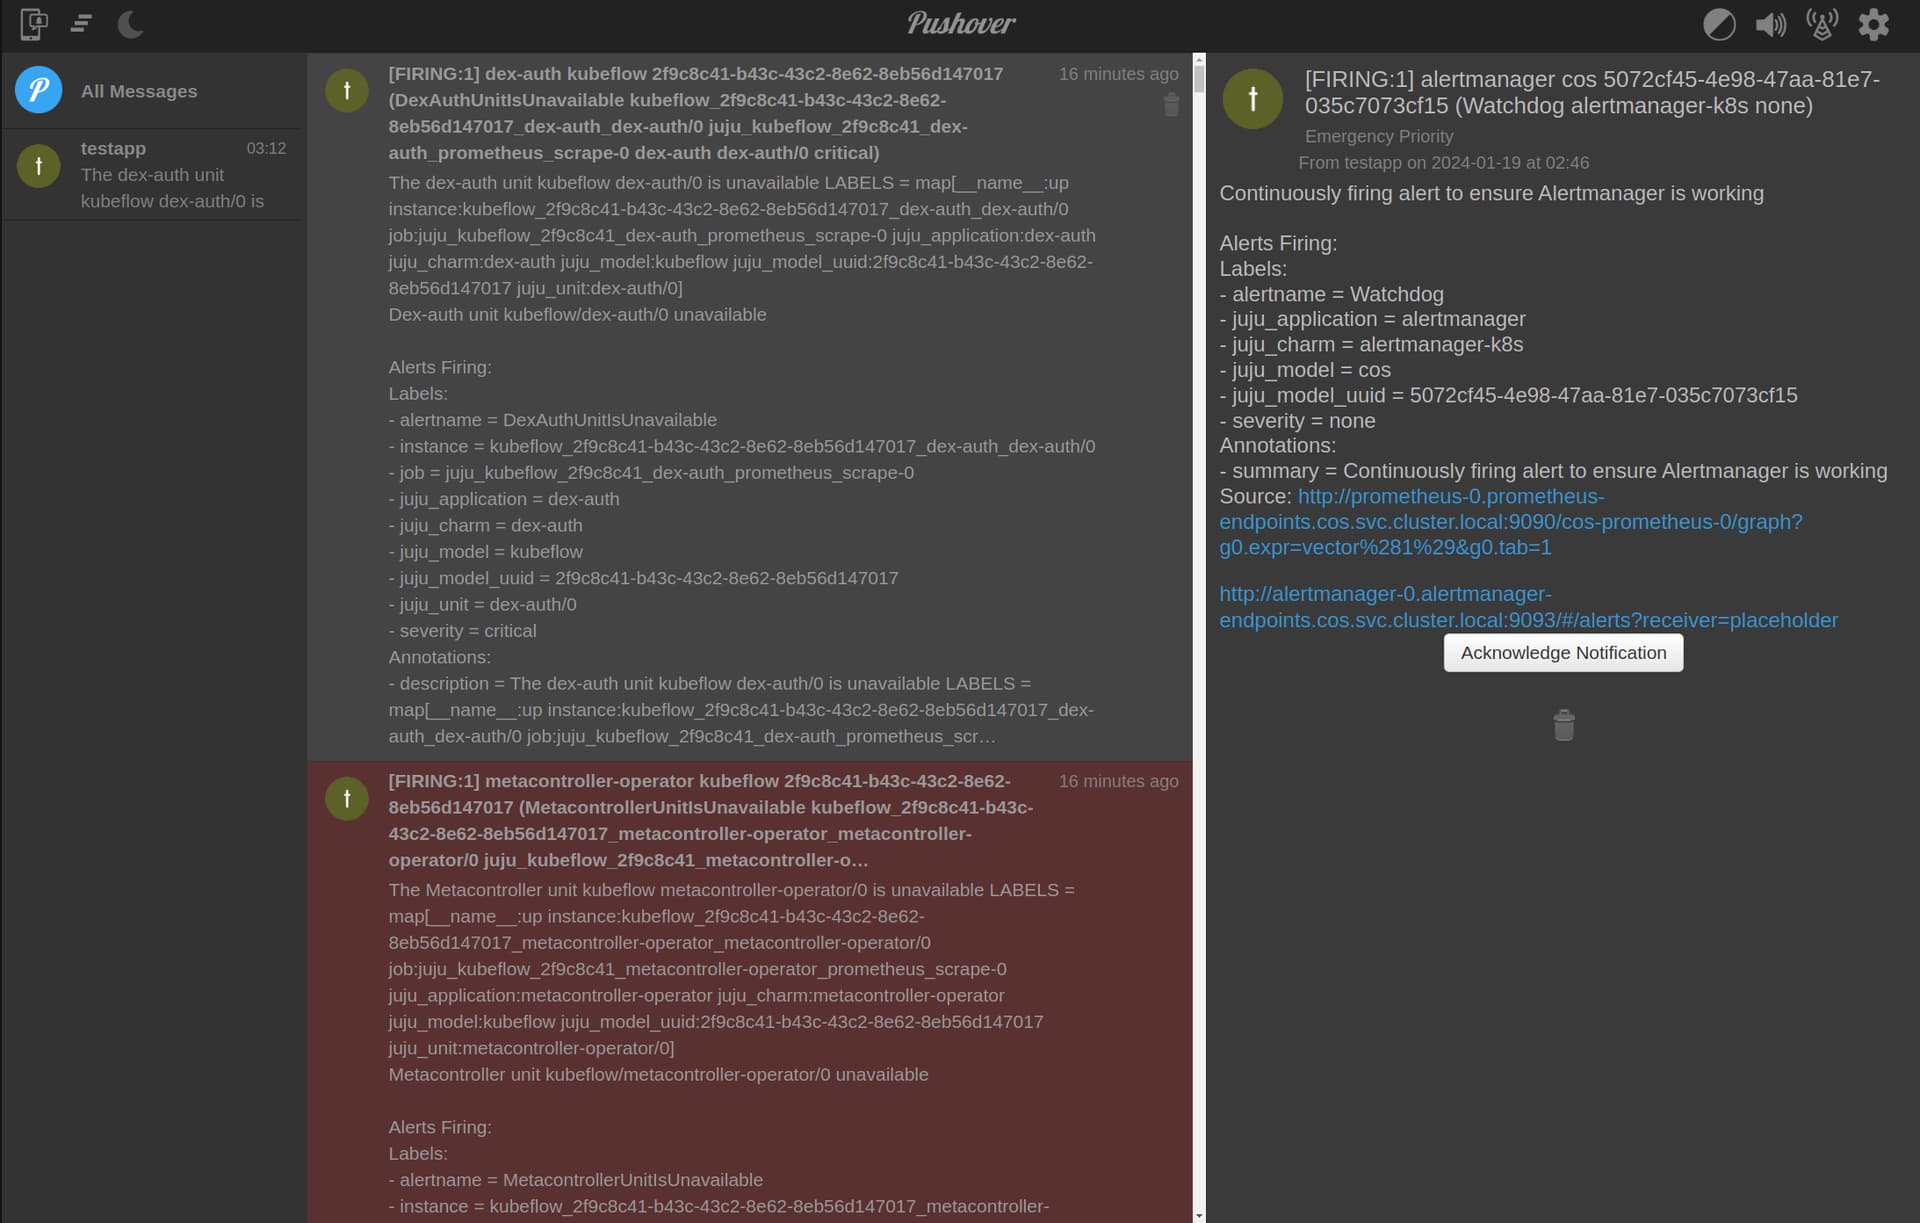 Pushover
All Messages
testapp 03:12
The dex-auth unit
kubeflow dex-auth/0 is
[FIRING:1] dex-auth kubeflow 2f9c8c41-b43c-43c2-8e62-8eb56d147017 16 minutes ago
(DexAuthUnitIsUnavailable kubeflow_2f9c8c41-b43c-43c2-8e62-
8eb56d147017_dex-auth_dex-auth/0 juju_kubeflow_2f9c8c41_dex-
auth_prometheus_scrape-0 dex-auth dex-auth/0 critical)
The dex-auth unit kubeflow dex-auth/0 is unavailable LABELS = map[__name__:up
instance:kubeflow_2f9c8c41-b43c-43c2-8e62-8eb56d147017_dex-auth_dex-auth/0
job:juju_kubeflow_2f9c8c41_dex-auth_prometheus_scrape-0 juju_application:dex-auth
juju_charm:dex-auth juju_model:kubeflow juju_model_uuid:2f9c8c41-b43c-43c2-8e62-
8eb56d147017 juju_unit:dex-auth/0]
Dex-auth unit kubeflow/dex-auth/0 unavailable
Alerts Firing:
Labels:
- alertname = DexAuthUnitIsUnavailable
- instance = kubeflow_2f9c8c41-b43c-43c2-8e62-8eb56d147017_dex-auth_dex-auth/0
- job = juju_kubeflow_2f9c8c41_dex-auth_prometheus_scrape-0
- juju_application = dex-auth
- juju_charm = dex-auth
- juju_model = kubeflow
- juju_model_uuid = 2f9c8c41-b43c-43c2-8e62-8eb56d147017
- juju_unit = dex-auth/0
- severity = critical
Annotations:
- description = The dex-auth unit kubeflow dex-auth/0 is unavailable LABELS =
map[__name__:up instance:kubeflow_2f9c8c41-b43c-43c2-8e62-8eb56d147017_dex-
auth_dex-auth/0 job:juju_kubeflow_2f9c8c41_dex-auth_prometheus_scr…
[FIRING:1] metacontroller-operator kubeflow 2f9c8c41-b43c-43c2-8e62- 16 minutes ago
8eb56d147017 (MetacontrollerUnitIsUnavailable kubeflow_2f9c8c41-b43c-
43c2-8e62-8eb56d147017_metacontroller-operator_metacontroller-
operator/0 juju_kubeflow_2f9c8c41_metacontroller-o…
The Metacontroller unit kubeflow metacontroller-operator/0 is unavailable LABELS =
map[__name__:up instance:kubeflow_2f9c8c41-b43c-43c2-8e62-
8eb56d147017_metacontroller-operator_metacontroller-operator/0
job:juju_kubeflow_2f9c8c41_metacontroller-operator_prometheus_scrape-0
juju_application:metacontroller-operator juju_charm:metacontroller-operator
juju_model:kubeflow juju_model_uuid:2f9c8c41-b43c-43c2-8e62-8eb56d147017
juju_unit:metacontroller-operator/0]
Metacontroller unit kubeflow/metacontroller-operator/0 unavailable
Alerts Firing:
Labels:
- alertname = MetacontrollerUnitIsUnavailable
- instance = kubeflow_2f9c8c41-b43c-43c2-8e62-8eb56d147017_metacontroller-
[FIRING:1] alertmanager cos 5072cf45-4e98-47aa-81e7-
035c7073cf15 (Watchdog alertmanager-k8s none)
Emergency Priority
From testapp on 2024-01-19 at 02:46
Continuously firing alert to ensure Alertmanager is working
Alerts Firing:
Labels:
- alertname = Watchdog
- juju_application = alertmanager
- juju_charm = alertmanager-k8s
- juju_model = cos
- juju_model_uuid = 5072cf45-4e98-47aa-81e7-035c7073cf15
- severity = none
Annotations:
- summary = Continuously firing alert to ensure Alertmanager is working
Source: http://prometheus-0.prometheus-
endpoints.cos.svc.cluster.local:9090/cos-prometheus-0/graph?
g0.expr=vector%281%29&g0.tab=1
http://alertmanager-0.alertmanager-
endpoints.cos.svc.cluster.local:9093/#/alerts?receiver=placeholder
Acknowledge Notification